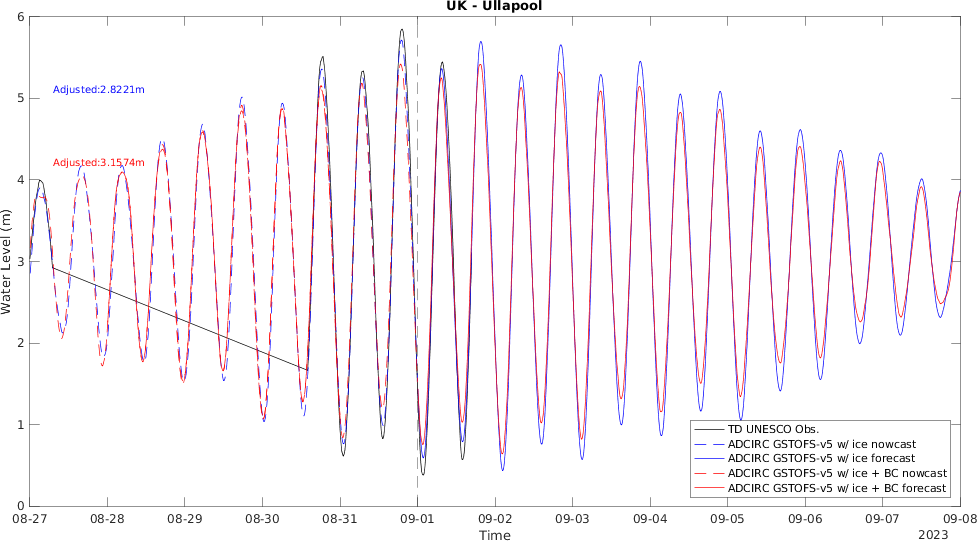 UK - Ullapool
Water Level (m)
6
5
4
3
2
1
0
Adjusted:2.8221m
Adjusted:3.1574m
TD UNESCO Obs.
ADCIRC GSTOFS-v5 w/ ice nowcast
ADCIRC GSTOFS-v5 w/ ice forecast
ADCIRC GSTOFS-v5 w/ ice + BC nowcast
ADCIRC GSTOFS-v5 w/ ice + BC forecast
08-27 08-28 08-29 08-30 08-31 09-01 09-02 09-03 09-04 09-05 09-06 09-07 09-08
Time
2023